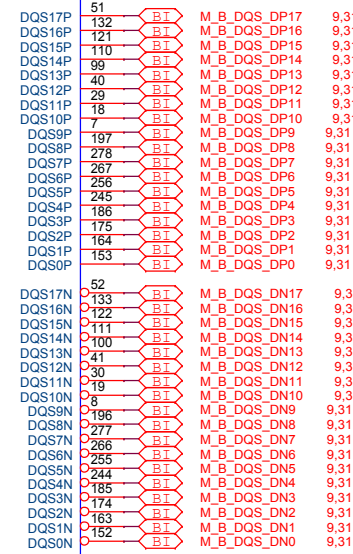 DQS17P 51 BI M_B_DQS_DP17 9,31
DQS16P 132 BI M_B_DQS_DP16 9,31
DQS15P 121 BI M_B_DQS_DP15 9,31
DQS14P 110 BI M_B_DQS_DP14 9,31
DQS13P 99 BI M_B_DQS_DP13 9,31
DQS12P 40 BI M_B_DQS_DP12 9,31
DQS11P 29 BI M_B_DQS_DP11 9,31
DQS10P 18 BI M_B_DQS_DP10 9,31
DQS9P 7 BI M_B_DQS_DP9 9,31
DQS8P 197 BI M_B_DQS_DP8 9,31
DQS7P 278 BI M_B_DQS_DP7 9,31
DQS6P 267 BI M_B_DQS_DP6 9,31
DQS5P 256 BI M_B_DQS_DP5 9,31
DQS4P 245 BI M_B_DQS_DP4 9,31
DQS3P 186 BI M_B_DQS_DP3 9,31
DQS2P 175 BI M_B_DQS_DP2 9,31
DQS1P 164 BI M_B_DQS_DP1 9,31
DQS0P 153 BI M_B_DQS_DP0 9,31
DQS17N 52 BI M_B_DQS_DN17 9,3
DQS16N 133 BI M_B_DQS_DN16 9,3
DQS15N 122 BI M_B_DQS_DN15 9,3
DQS14N 111 BI M_B_DQS_DN14 9,3
DQS13N 100 BI M_B_DQS_DN13 9,3
DQS12N 41 BI M_B_DQS_DN12 9,3
DQS11N 30 BI M_B_DQS_DN11 9,3
DQS10N 19 BI M_B_DQS_DN10 9,3
DQS9N 8 BI M_B_DQS_DN9 9,31
DQS8N 196 BI M_B_DQS_DN8 9,31
DQS7N 277 BI M_B_DQS_DN7 9,31
DQS6N 266 BI M_B_DQS_DN6 9,31
DQS5N 255 BI M_B_DQS_DN5 9,31
DQS4N 244 BI M_B_DQS_DN4 9,31
DQS3N 185 BI M_B_DQS_DN3 9,31
DQS2N 174 BI M_B_DQS_DN2 9,31
DQS1N 163 BI M_B_DQS_DN1 9,31
DQS0N 152 BI M_B_DQS_DN0 9,31